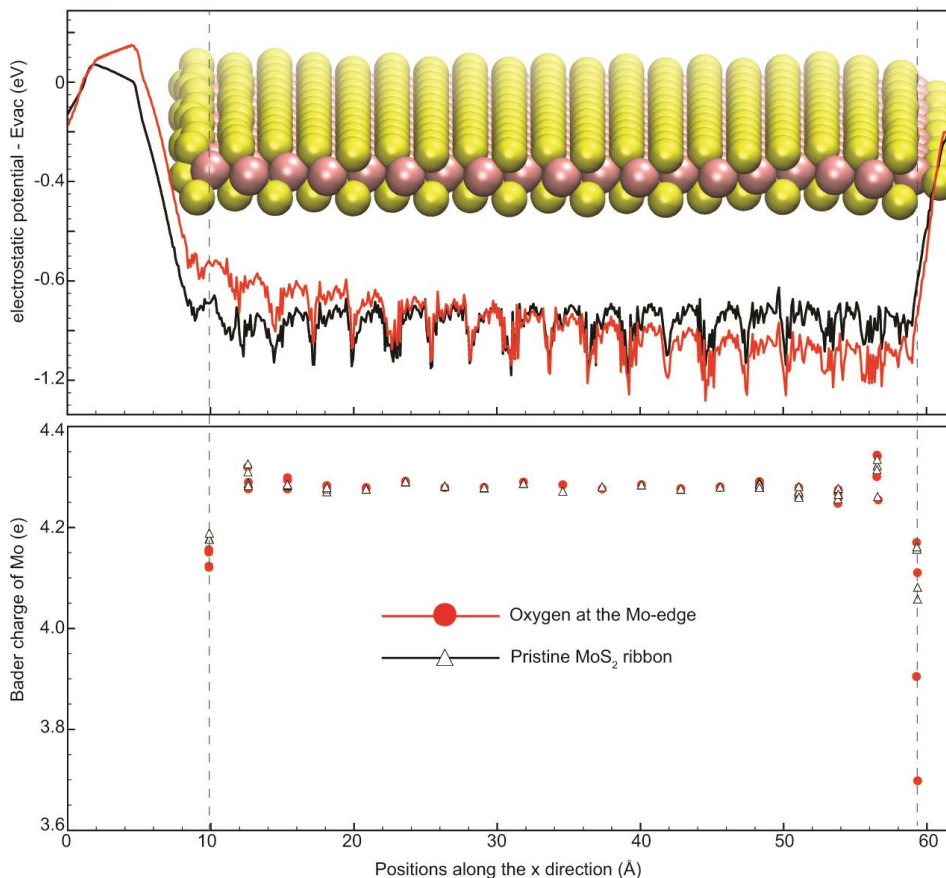 electrostatic potential - Evac (eV)
0
-0.4
-0.6
-1.2
4.4
4.2
4.0
3.8
3.6
Bader charge of Mo (e)
Oxygen at the Mo-edge
Pristine MoS₂ ribbon
0 10 20 30 40 50 60
Positions along the x direction (Å)